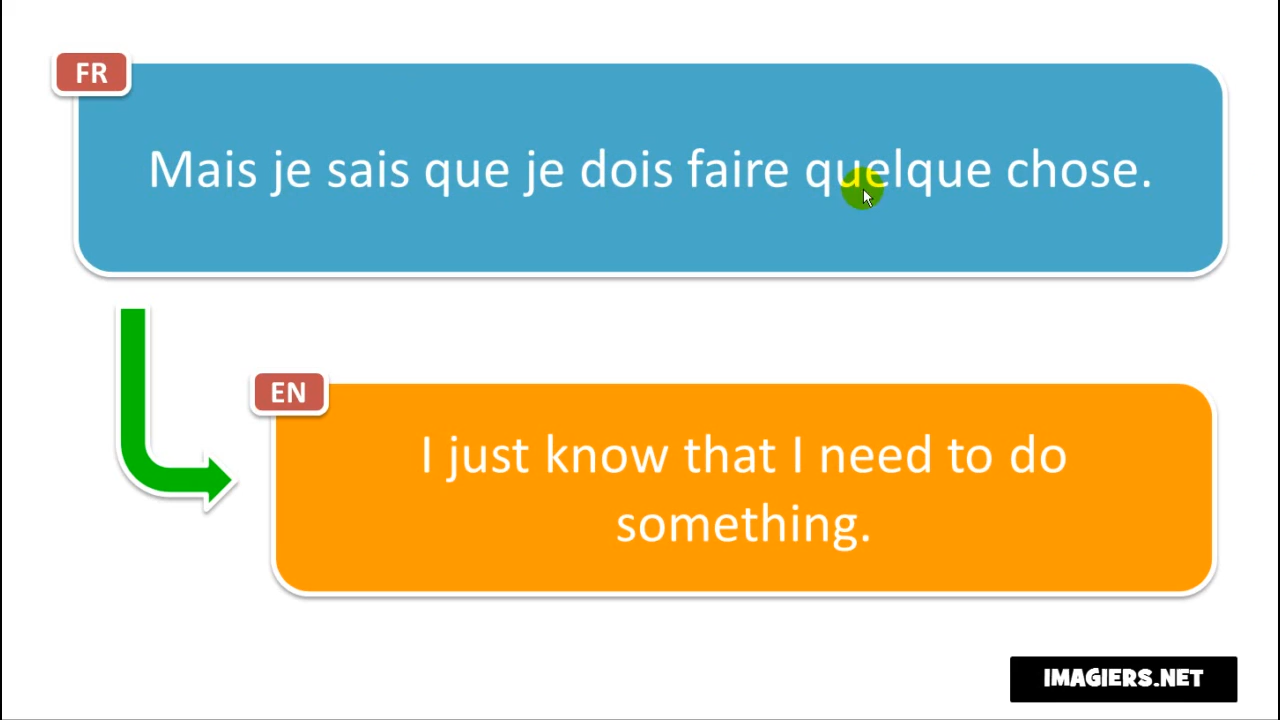 FR
Mais je sais que je dois faire quelque chose.
EN
I just know that I need to do
something.
IMAGIERS.NET